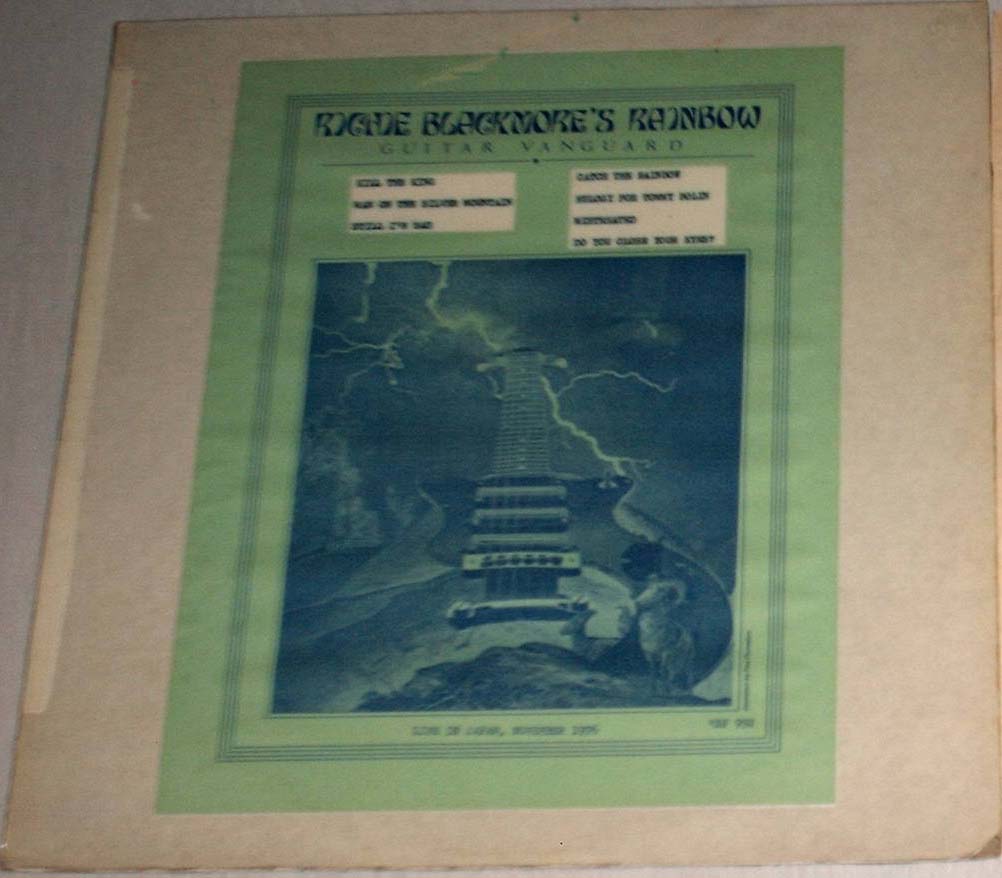 RICHIE BLACKMORE'S RAINBOW
GUITAR VANGUARD
KILL THE KING
MAN ON THE SILVER MOUNTAIN
STILL I'M SAD
CATCH THE RAINBOW
MELODY FOR TOMMY BOLIN
MISTREATED
DO YOU CLOSE YOUR EYES?
LIVE IN JAPAN, NOVEMBER 1976